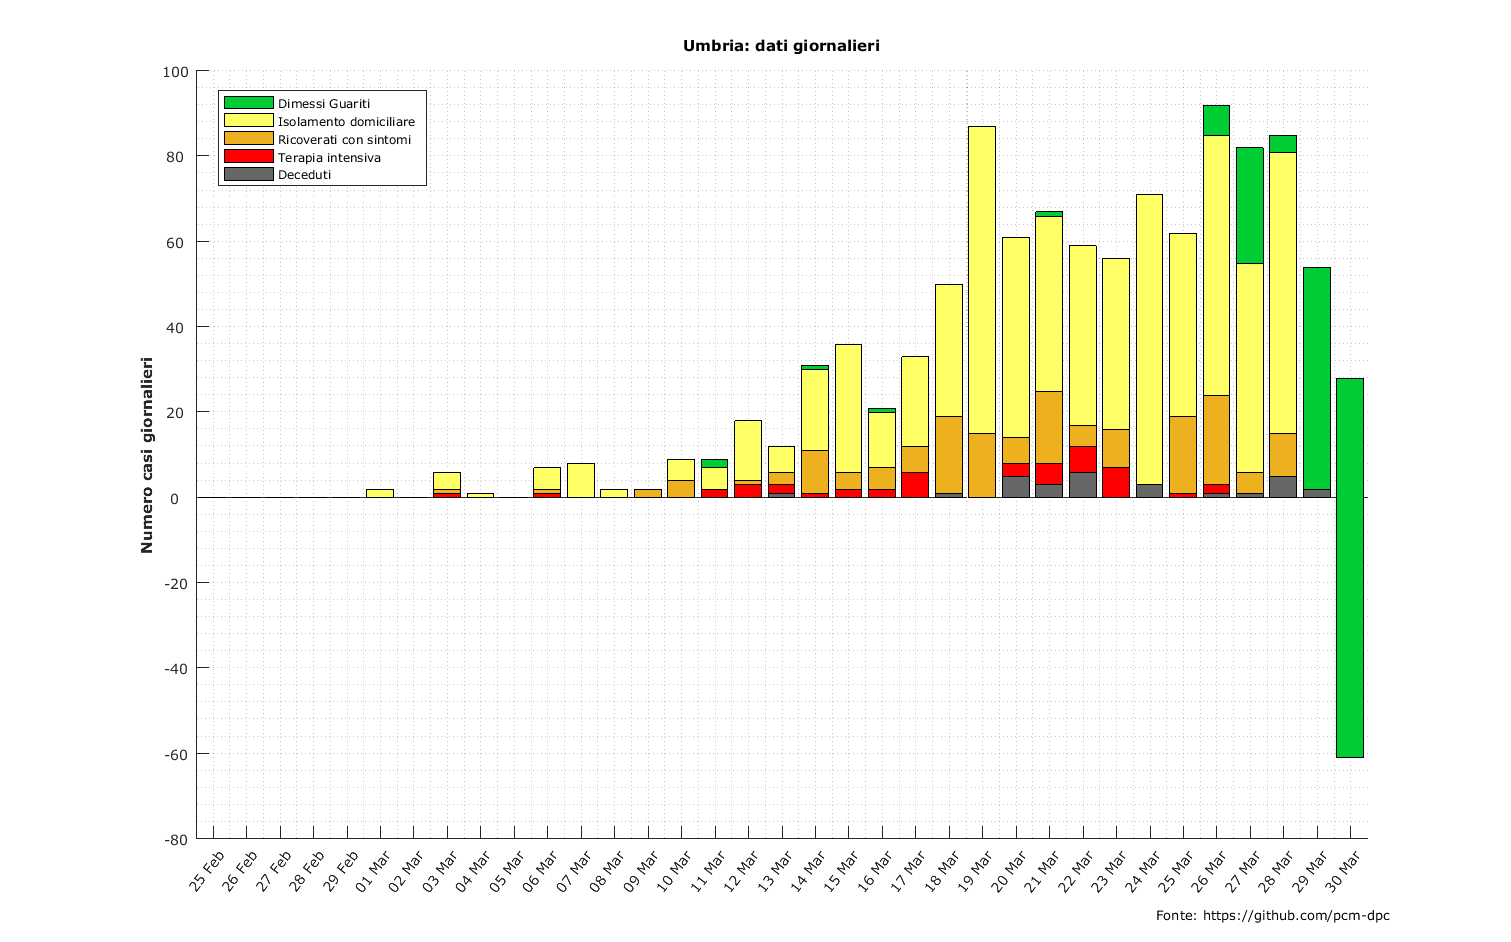 Umbria: dati giornalieri
Numero casi giornalieri
100
80
60
40
20
0
-20
-40
-60
-80
Dimessi Guariti
Isolamento domiciliare
Ricoverati con sintomi
Terapia intensiva
Deceduti
25 Feb
26 Feb
27 Feb
28 Feb
29 Feb
01 Mar
02 Mar
03 Mar
04 Mar
05 Mar
06 Mar
07 Mar
08 Mar
09 Mar
10 Mar
11 Mar
12 Mar
13 Mar
14 Mar
15 Mar
16 Mar
17 Mar
18 Mar
19 Mar
20 Mar
21 Mar
22 Mar
23 Mar
24 Mar
25 Mar
26 Mar
27 Mar
28 Mar
29 Mar
30 Mar
Fonte: https://github.com/pcm-dpc